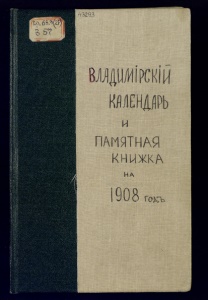 ВЛАДИМІРСКІЙ
КАЛЕНДАРЬ
И
ПАМЯТНАЯ
КНИЖКА
НА
1908 годъ.